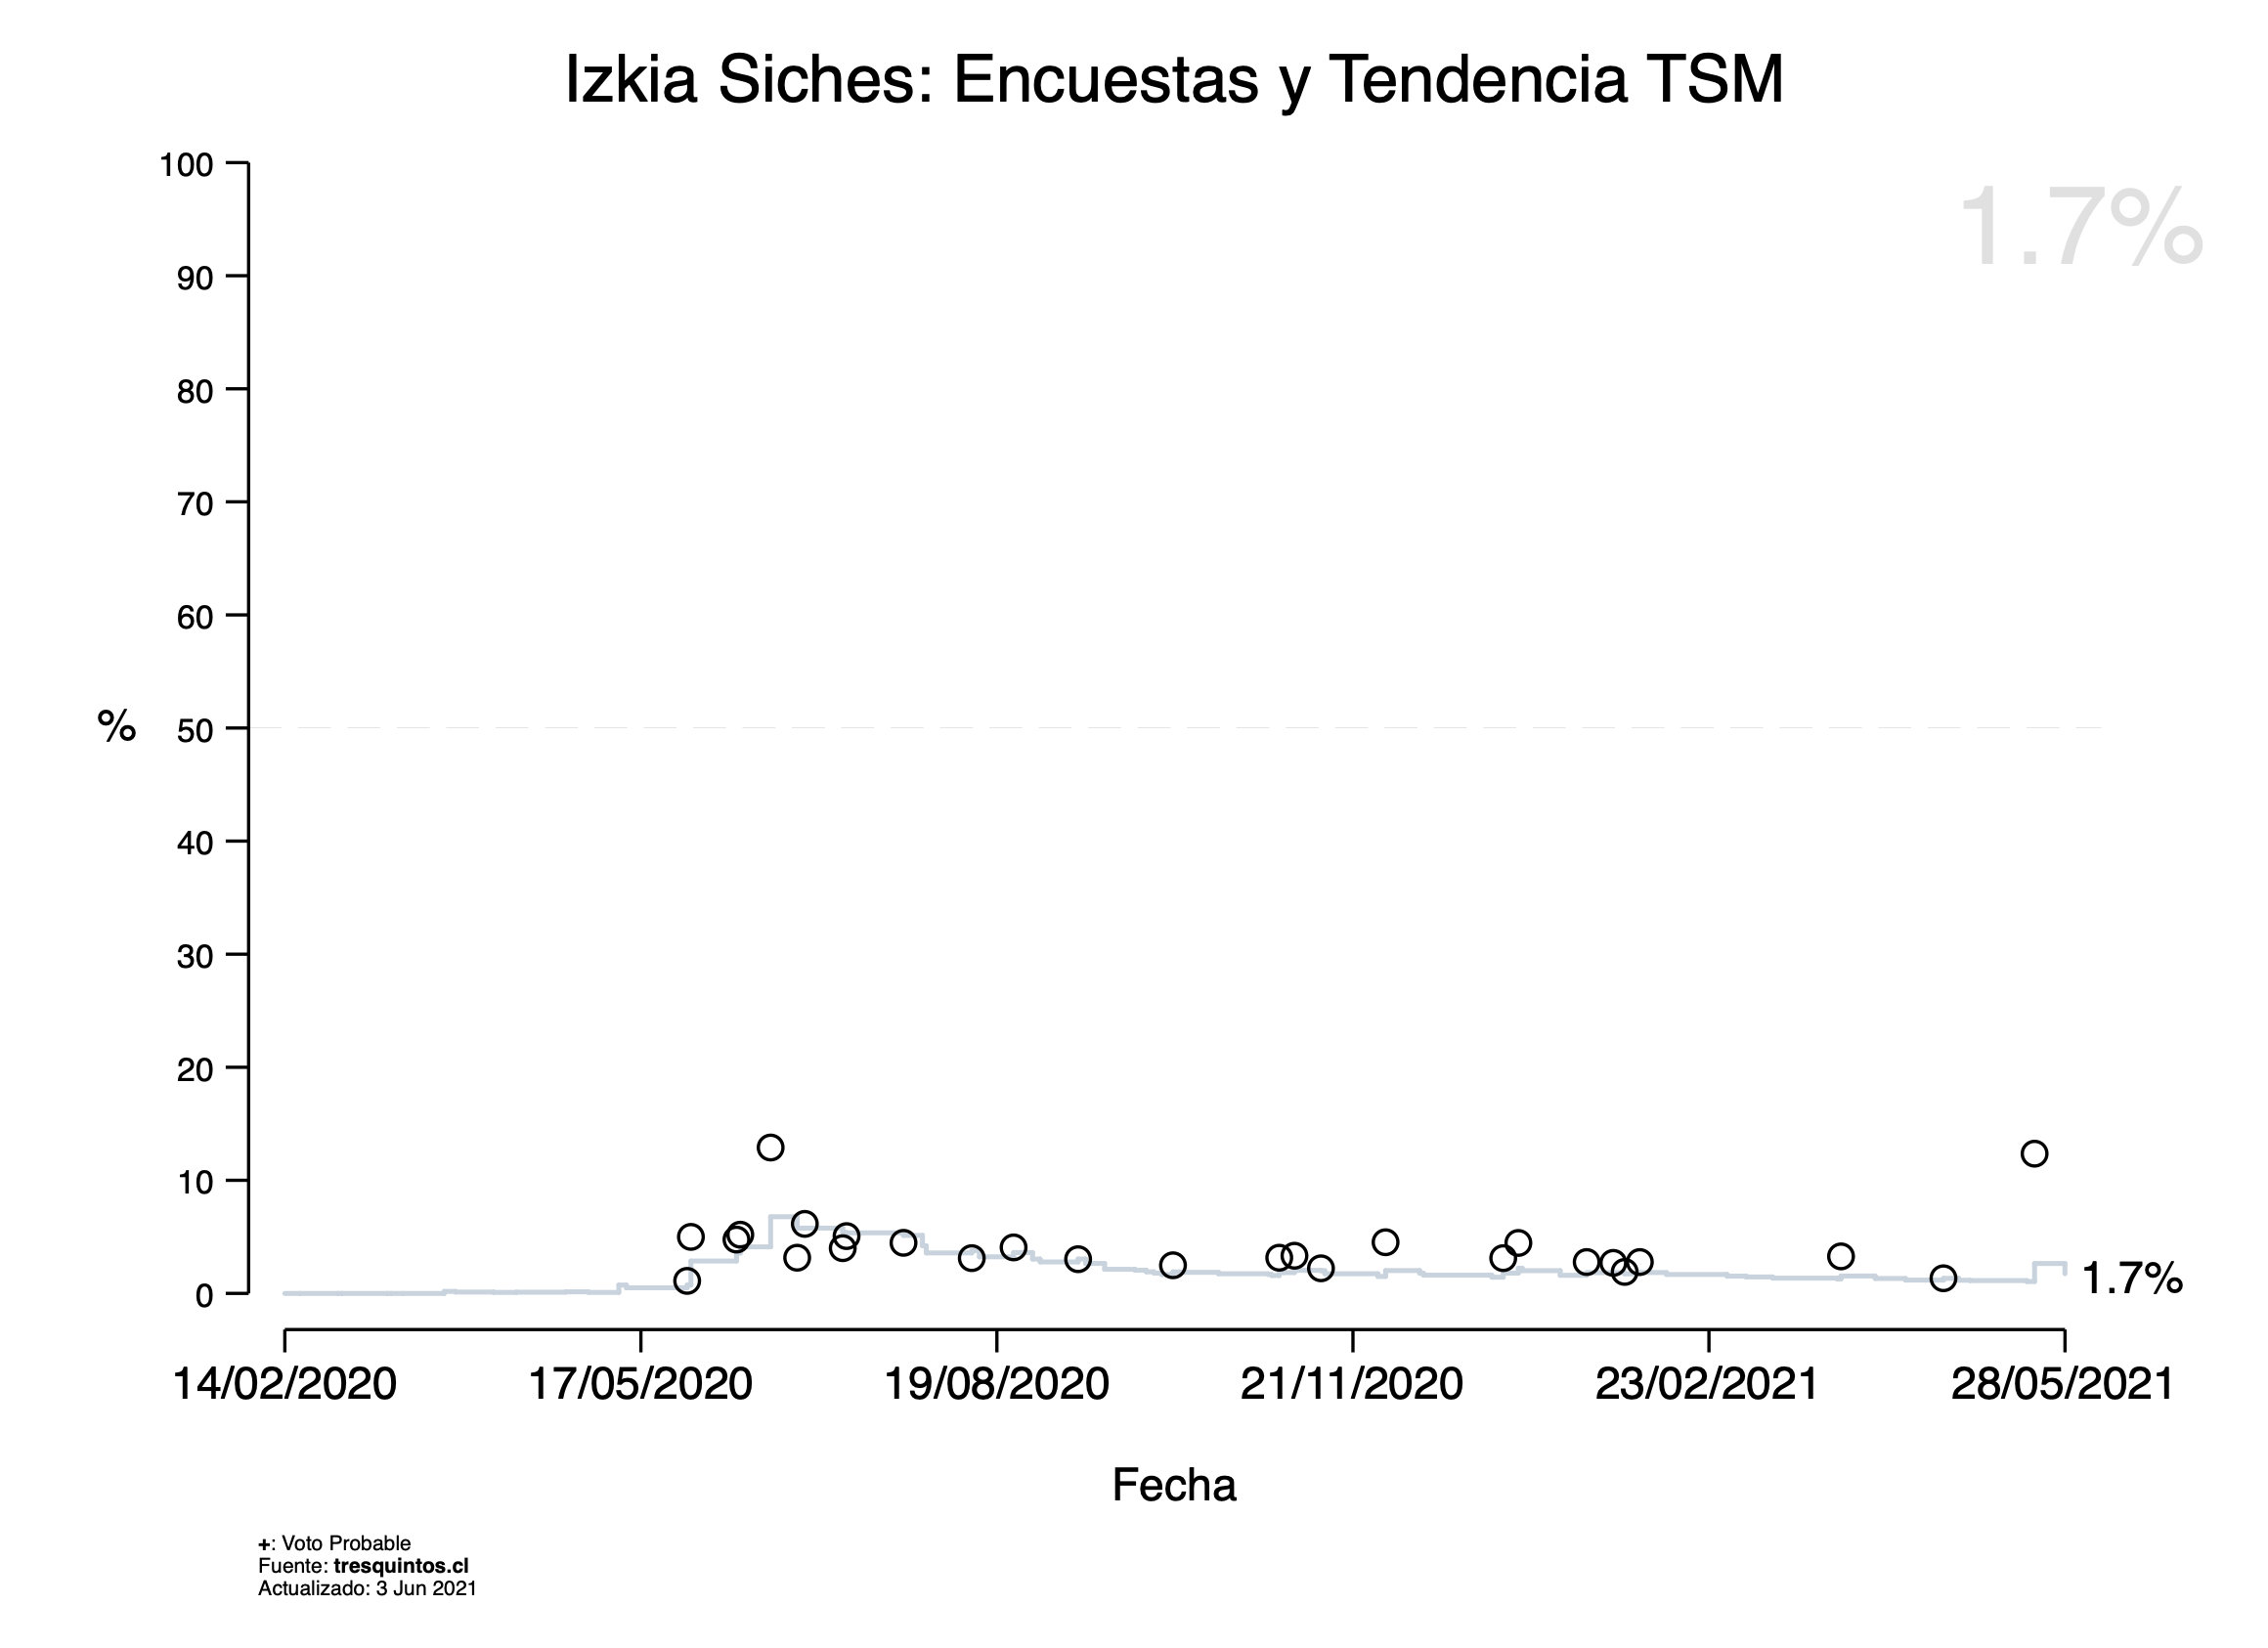 Izkia Siches: Encuestas y Tendencia TSM
1.7%
100
90
80
70
60
50
40
30
20
10
0
%
1.7%
14/02/2020 17/05/2020 19/08/2020 21/11/2020 23/02/2021 28/05/2021
Fecha
+: Voto Probable
Fuente: tresquintos.cl
Actualizado: 3 Jun 2021